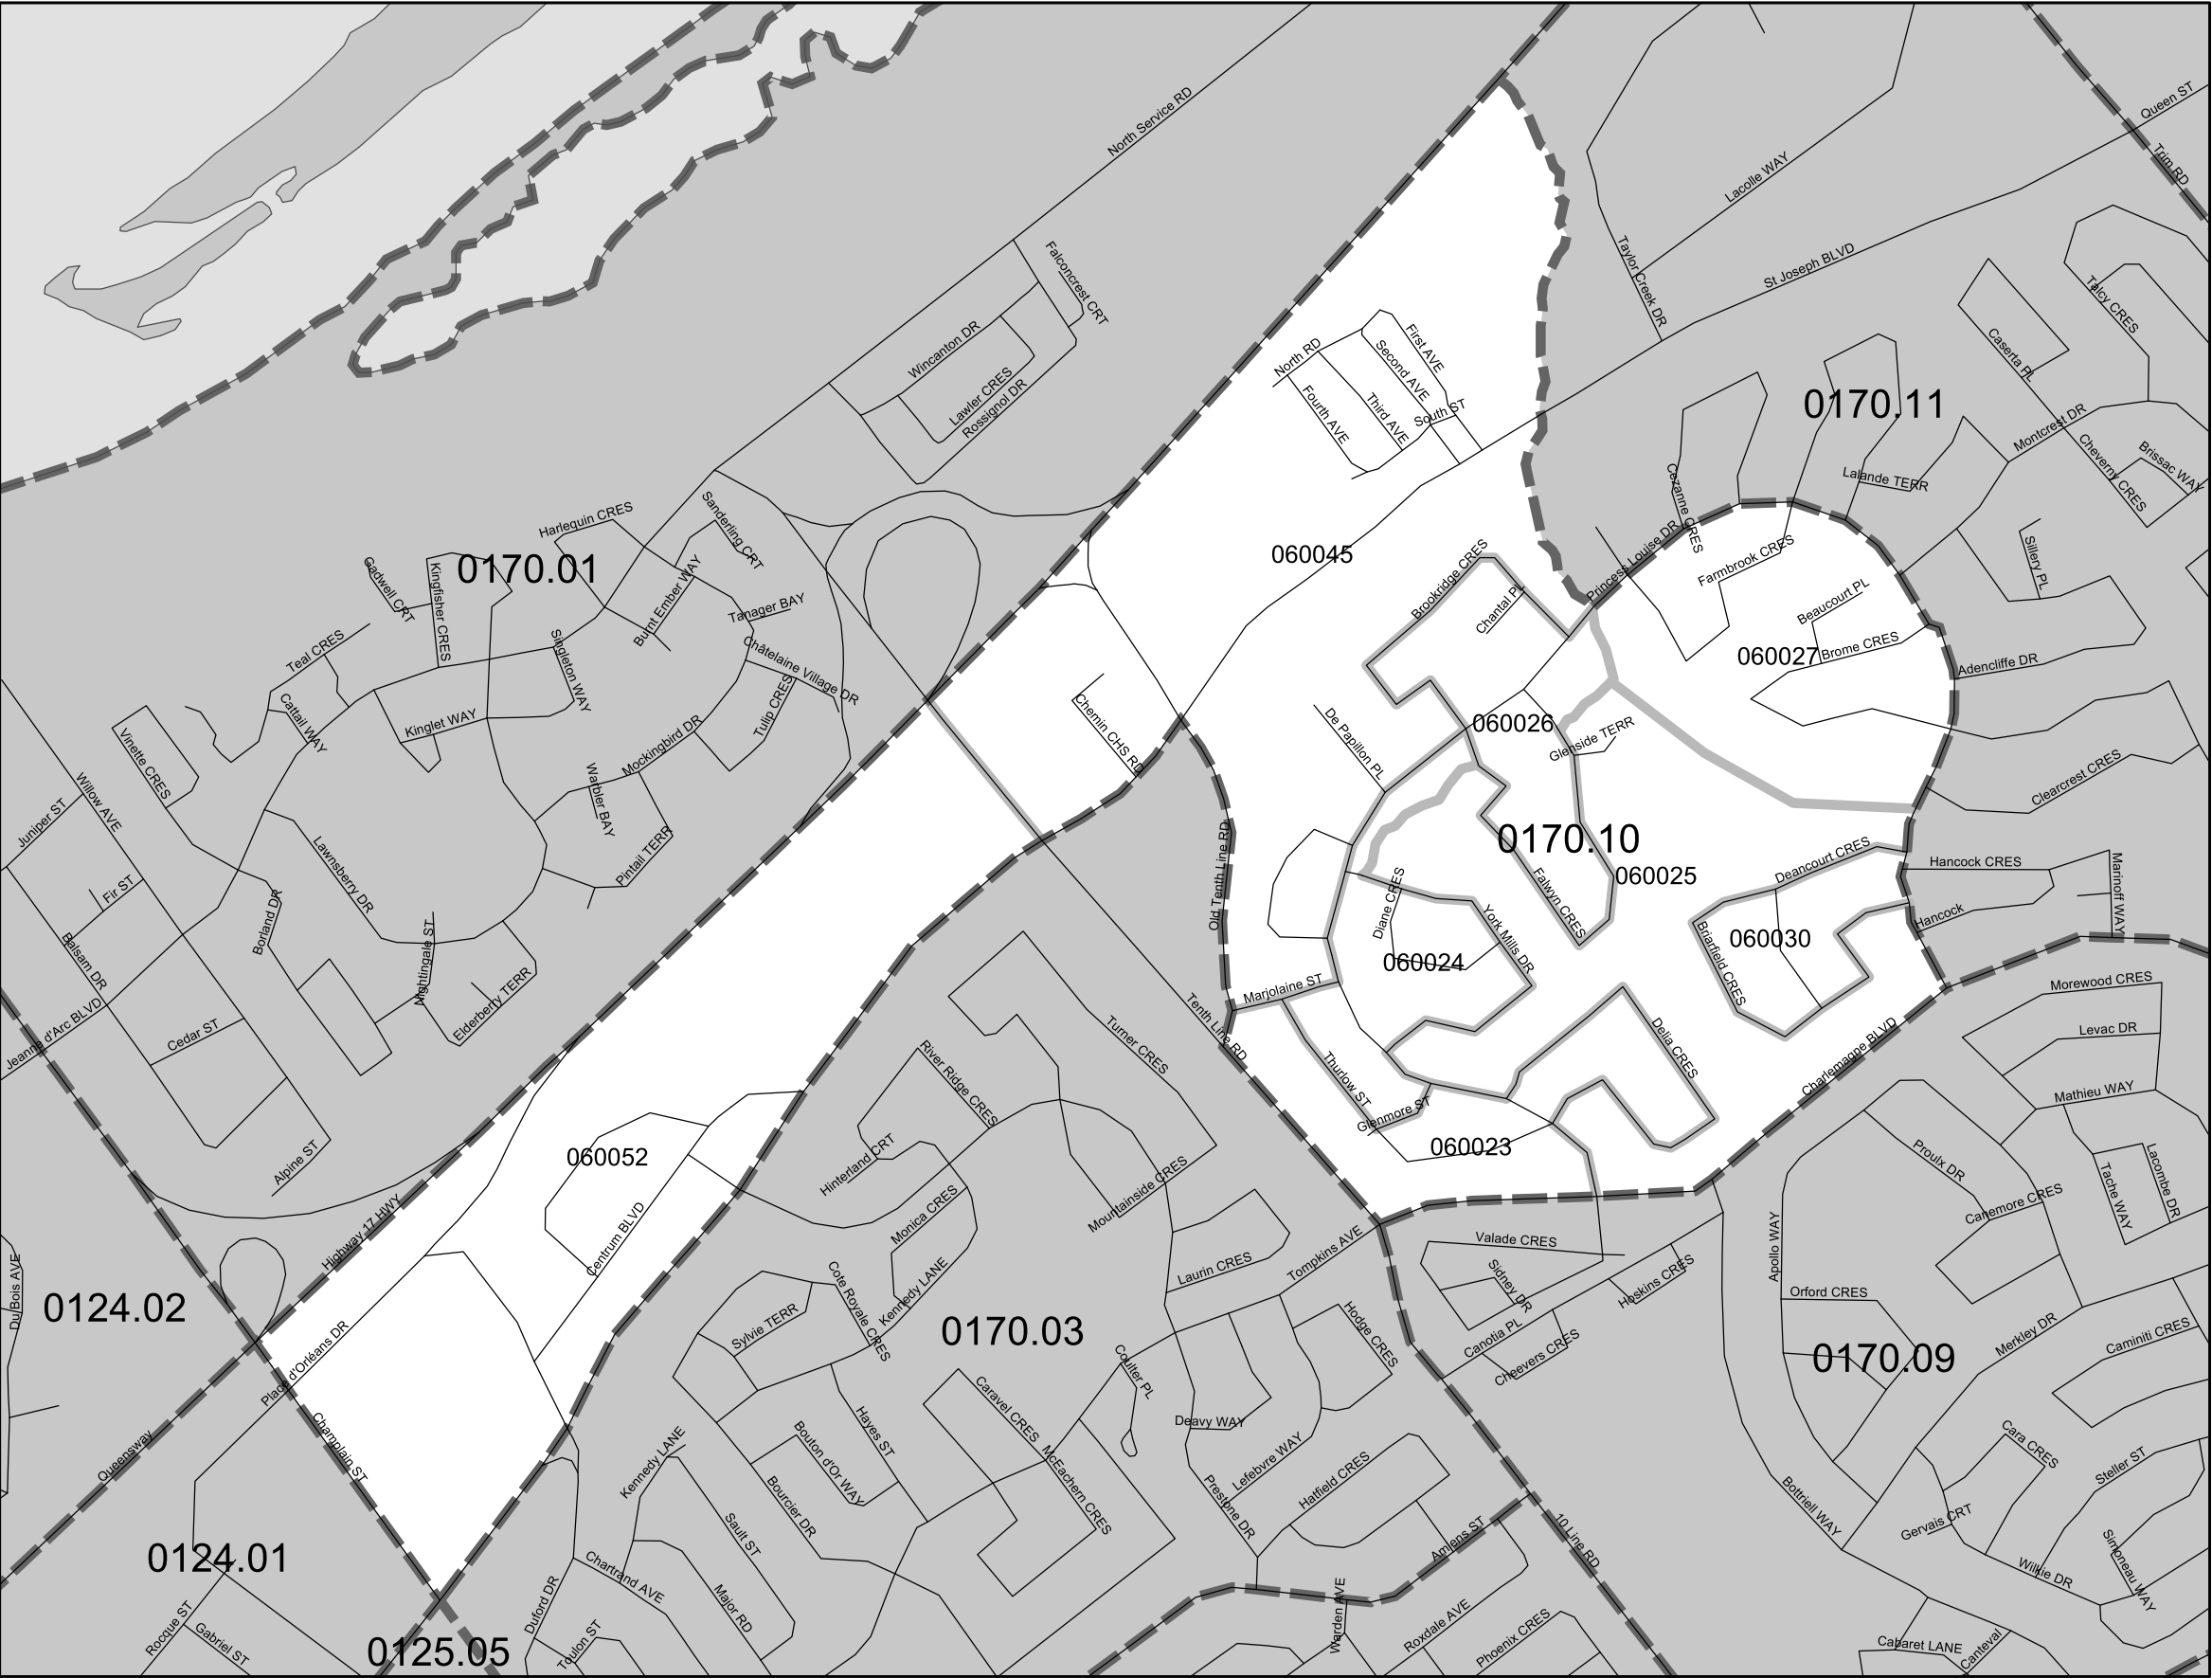 Queen ST
Trim RD
North Service RD
Lacolle WAY
Taylor Creek DR
St Joseph BLVD
Falconcrest CRT
Wincanton DR
Lawler CRES
Rossignol DR
North RD
First AVE
Second AVE
Third AVE
Fourth AVE
South ST
Talcy CRES
Caserta PL
0170.11
Montcrest DR
Cheverny CRES
Brissac WAY
Lalande TERR
Cezanne CRES
Harlequin CRES
Sanderling CRT
0170.01
Gadwell CRT
Kingfisher CRES
Burnt Ember WAY
Tanager BAY
Châtelaine Village DR
Teal CRES
Singleton WAY
Tulip CRES
Cattail WAY
Kinglet WAY
Mockingbird DR
Warbler BAY
Pintail TERR
Vinette CRES
Willow AVE
Juniper ST
Fir ST
Balsam DR
Borland DR
Lawnsberry DR
Nightingale ST
Elderberry TERR
Jeanne d'Arc BLVD
Cedar ST
Alpine ST
060045
Brookridge CRES
Chantal PL
Princess Louise DR
Farmbrook CRES
Beaucourt PL
Brome CRES
060027
Sillery PL
Adencliffe DR
Clearcrest CRES
Chemin CHS RD
De Papillon PL
060026
Glenside TERR
0170.10
060025
Falwyn CRES
Old Tenth Line RD
Deancourt CRES
Hancock CRES
Hancock
Marinoff WAY
Diane CRES
York Mills DR
060024
060030
Briarfield CRES
Marjolaine ST
Thurlow ST
Glenmore ST
060023
Delia CRES
Charlemagne BLVD
Morewood CRES
Levac DR
Mathieu WAY
Proulx DR
Canemore CRES
Tache WAY
Lacombe DR
Tenth Line RD
Turner CRES
River Ridge CRES
Hinterland CRT
Monica CRES
Mountainside CRES
Kennedy LANE
060052
Centrum BLVD
Highway 17 HWY
Place d'Orléans DR
Champlain ST
Queensway
DuBois AVE
0124.02
0124.01
0125.05
Rocque ST
Gabriel ST
Sylvie TERR
Cote Royale CRES
0170.03
Laurin CRES
Tompkins AVE
Hodge CRES
Coulter PL
Caravel CRES
McEachern CRES
Hayes ST
Bouton d'Or WAY
Bourcier DR
Kennedy LANE
Sault ST
Major RD
Chartrand AVE
Duford DR
Toulon ST
Deavy WAY
Lefebvre WAY
Prestone DR
Hatfield CRES
Amiens ST
10 Line RD
Warden AVE
Roxdale AVE
Phoenix CRES
Valade CRES
Sidney DR
Hoskins CRES
Canotia PL
Cheevers CRES
Apollo WAY
Orford CRES
0170.09
Merkley DR
Caminiti CRES
Cara CRES
Steller ST
Gervais CRT
Wilkie DR
Simoneau WAY
Bottriell WAY
Cabaret LANE
Canteval